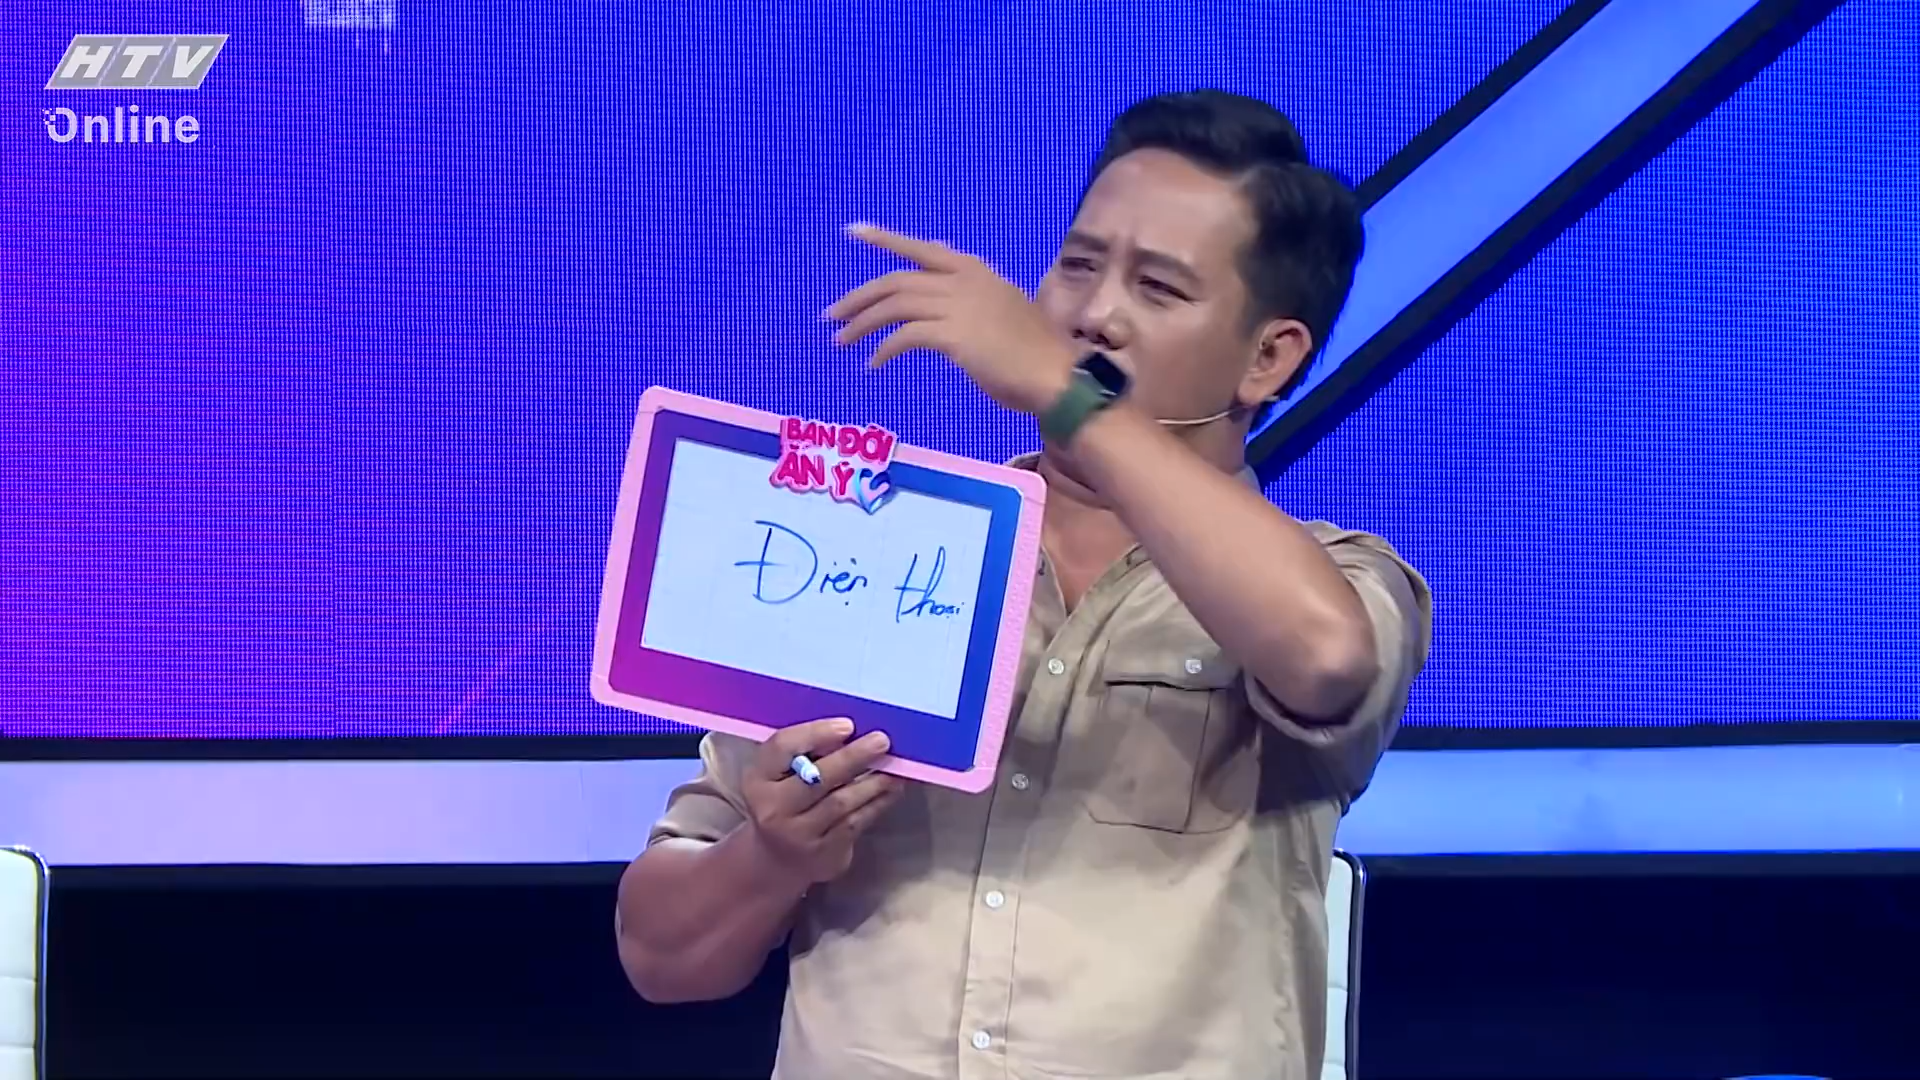 HTV
Online
BẠN ĐỜI
ĂN Ý
Điện thoại